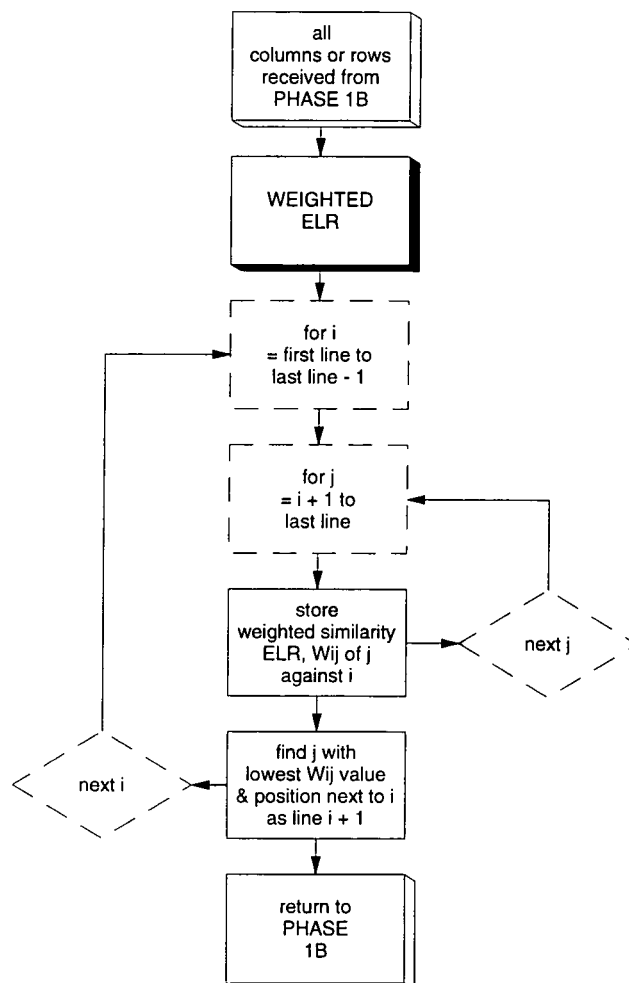 all
columns or rows
received from
PHASE 1B
WEIGHTED
ELR
for i
= first line to
last line - 1
for j
= i + 1 to
last line
store
weighted similarity
ELR, Wij of j
against i
next j
find j with
lowest Wij value
& position next to i
as line i + 1
next i
return to
PHASE
1B